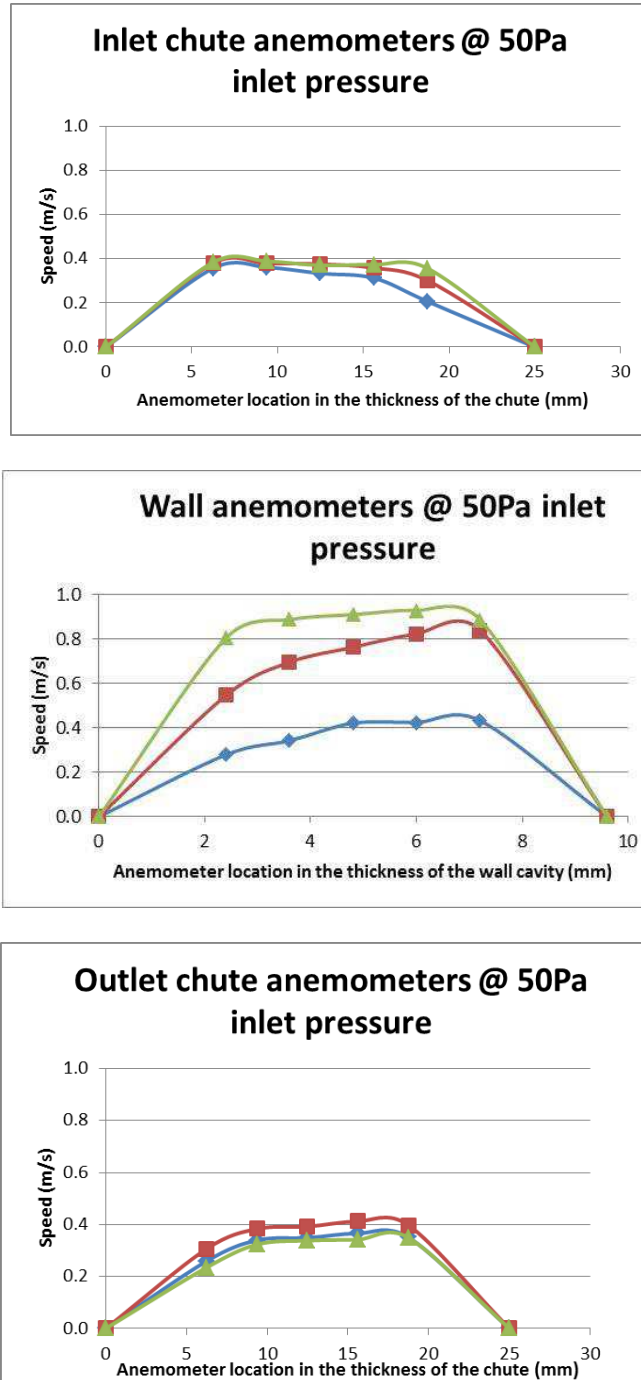 Inlet chute anemometers @ 50Pa
inlet pressure
1.0
0.8
0.6
0.4
0.2
0.0
Speed (m/s)
0 5 10 15 20 25 30
Anemometer location in the thickness of the chute (mm)
Wall anemometers @ 50Pa inlet
pressure
1.0
0.8
0.6
0.4
0.2
0.0
Speed (m/s)
0 2 4 6 8 10
Anemometer location in the thickness of the wall cavity (mm)
Outlet chute anemometers @ 50Pa
inlet pressure
1.0
0.8
0.6
0.4
0.2
0.0
Speed (m/s)
0 5 10 15 20 25 30
Anemometer location in the thickness of the chute (mm)